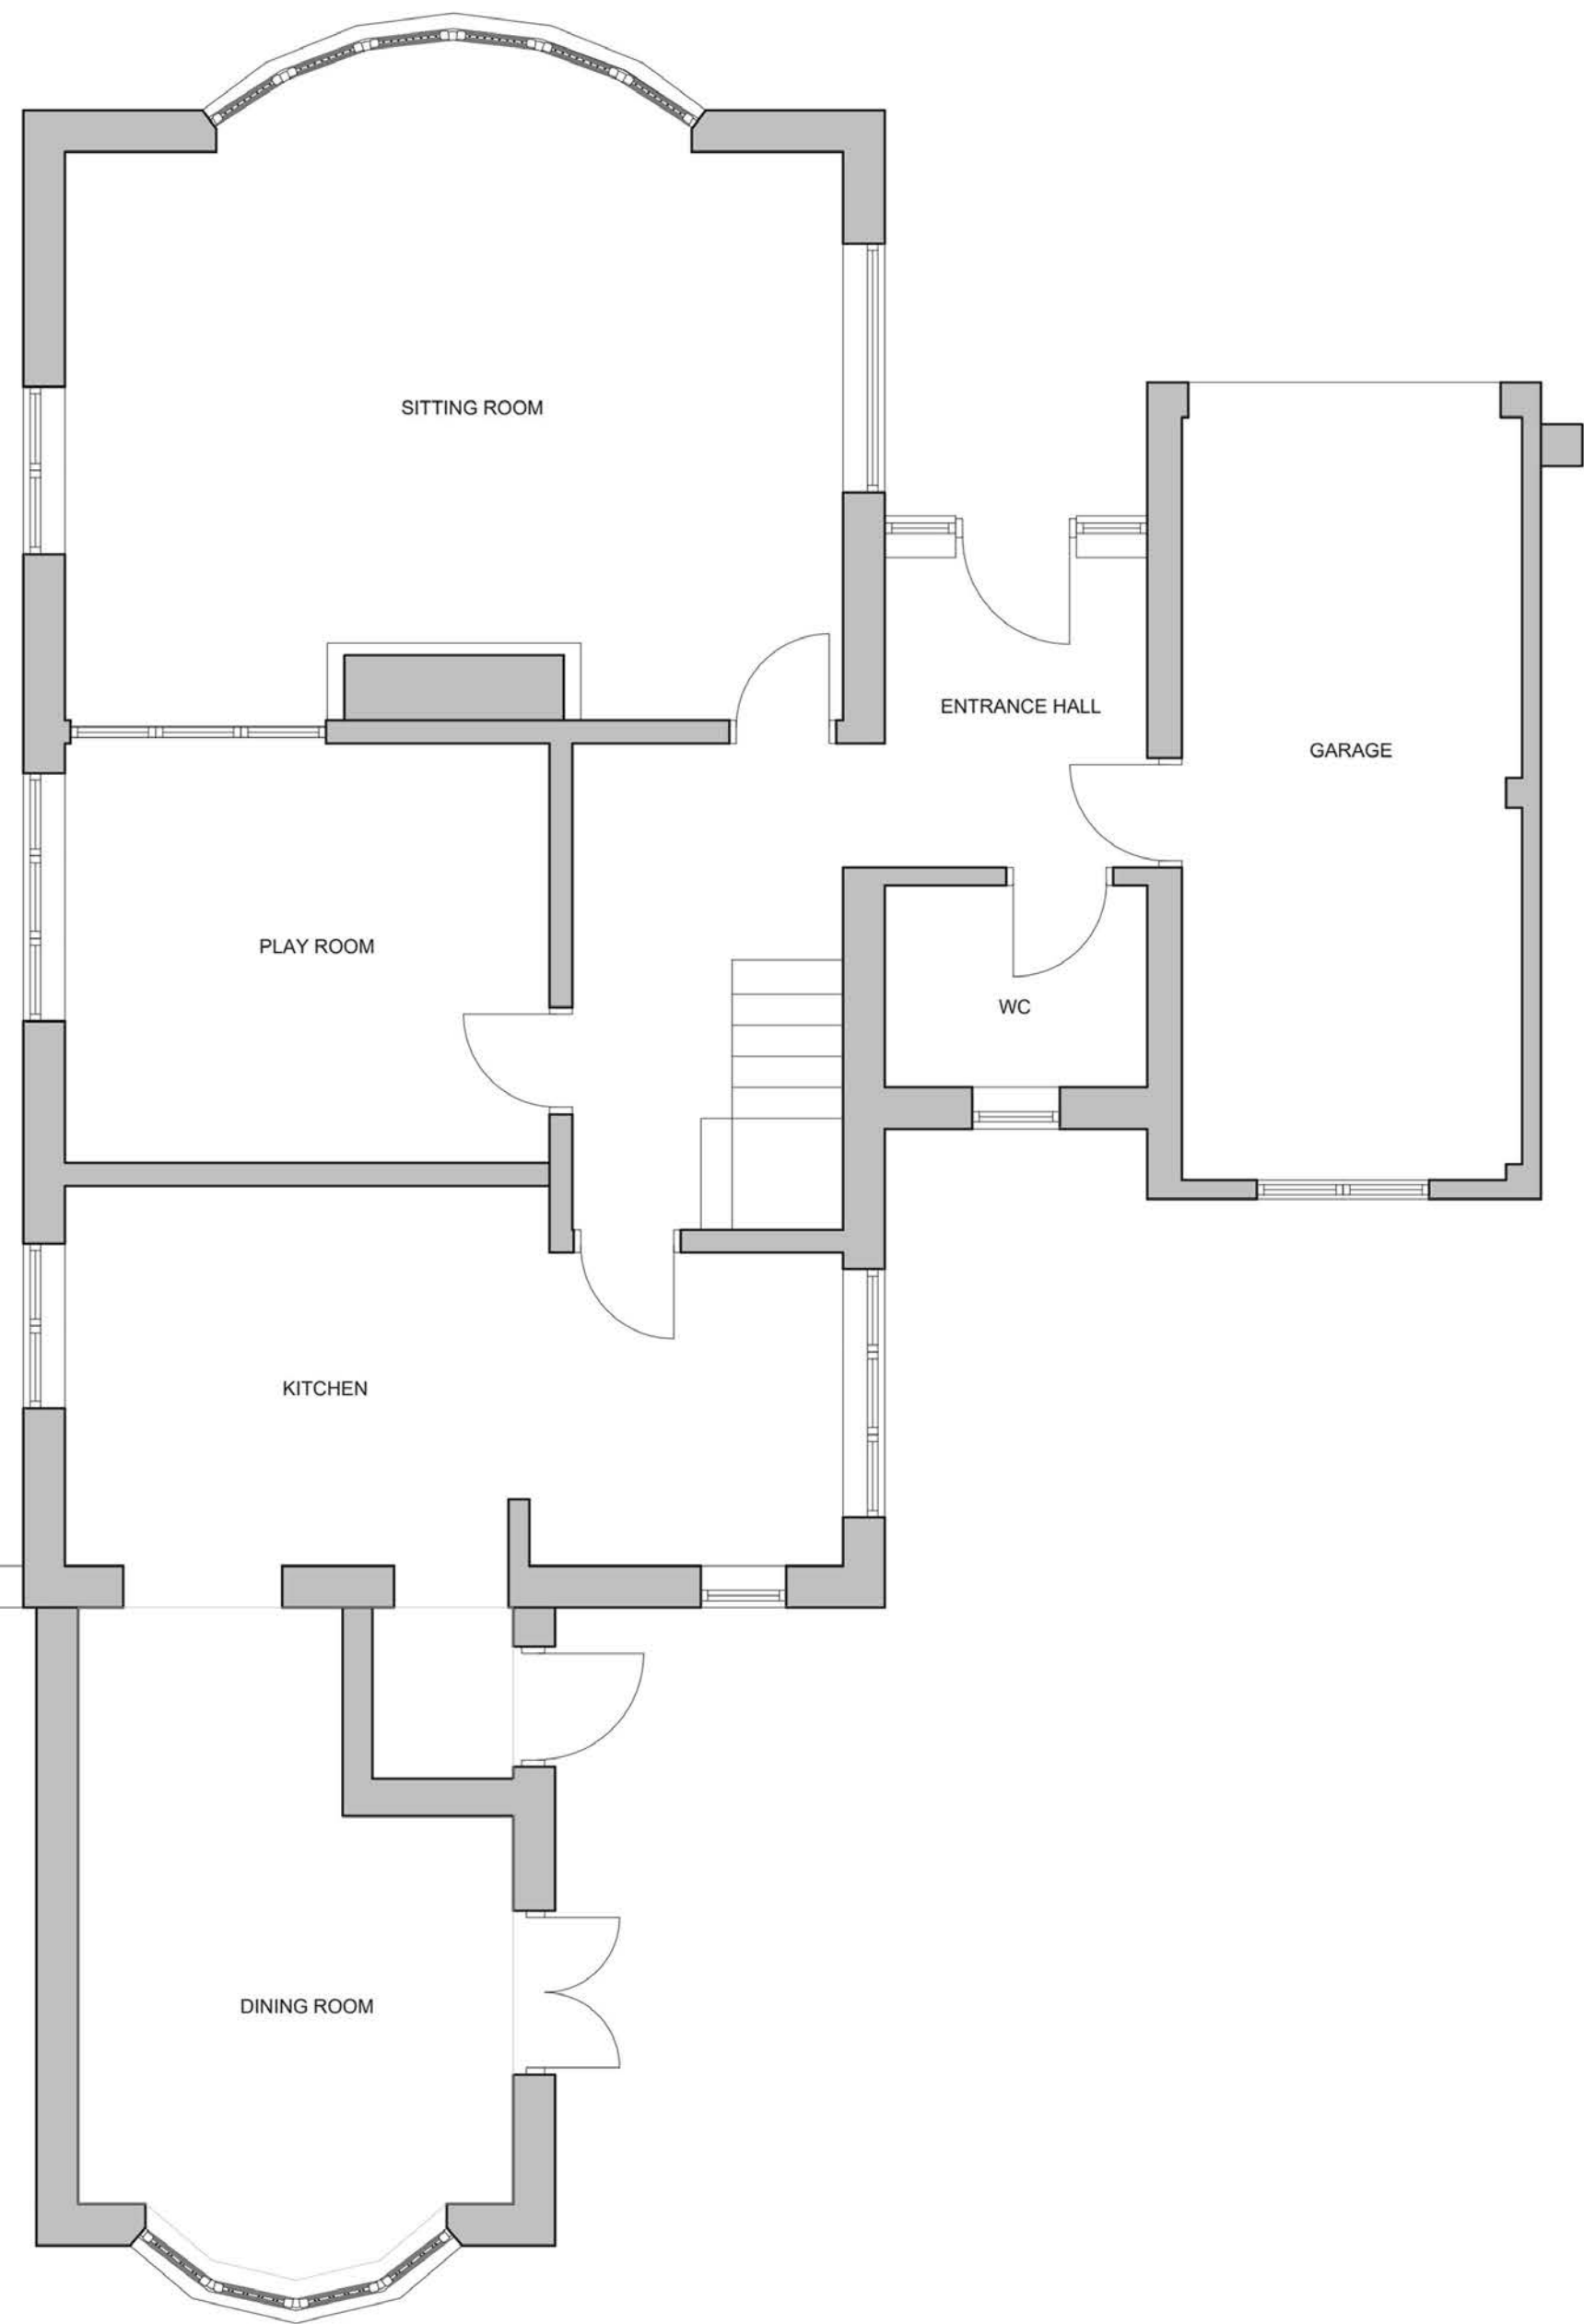 SITTING ROOM
ENTRANCE HALL
GARAGE
PLAY ROOM
WC
KITCHEN
DINING ROOM